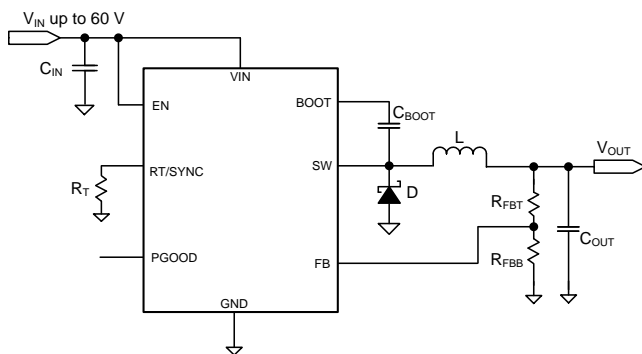 V_IN up to 60 V
C_IN
VIN
EN
BOOT
C_BOOT
L
RT/SYNC
SW
V_OUT
R_T
D
R_FBT
C_OUT
PGOOD
FB
R_FBB
GND